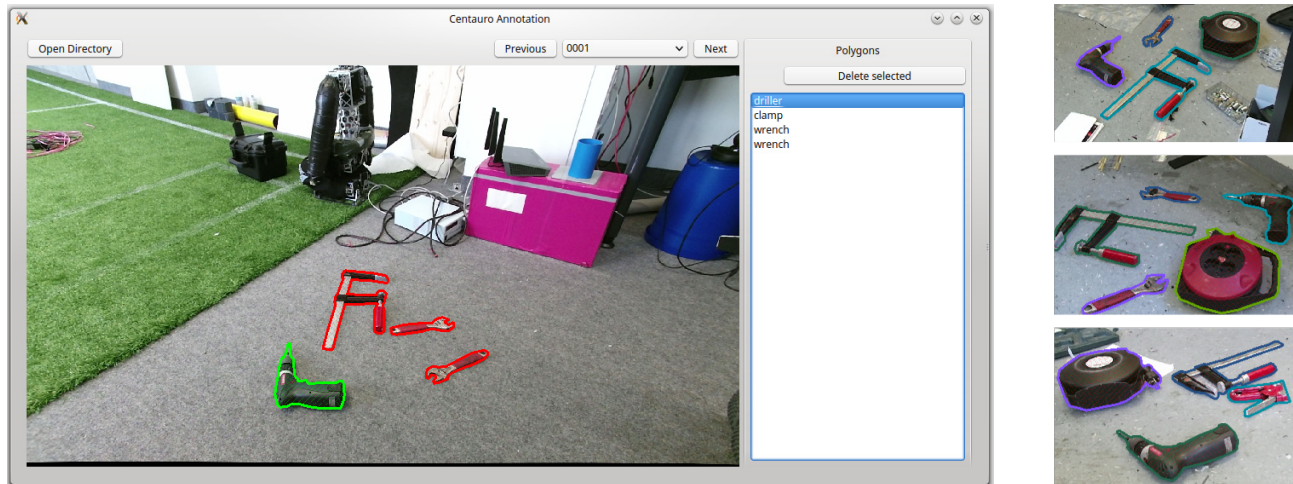 Centauro Annotation
Open Directory
Previous
0001
Next
Polygons
Delete selected
driller
clamp
wrench
wrench